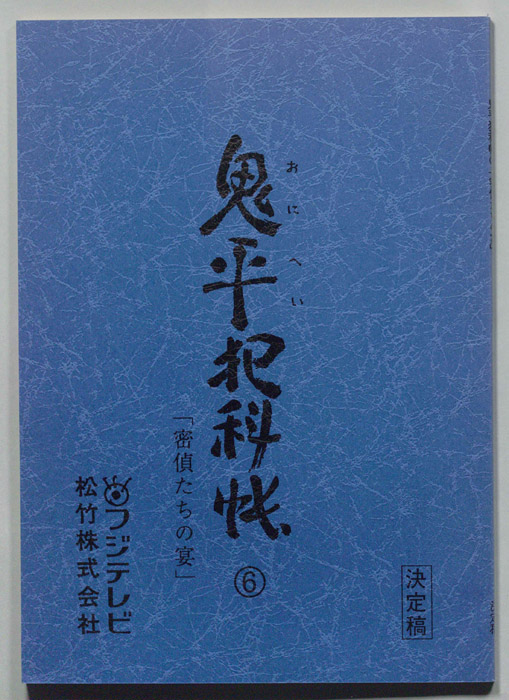 鬼平犯科帳
おにへい
⑥
「密偵たちの宴」
フジテレビ
松竹株式会社
決定稿